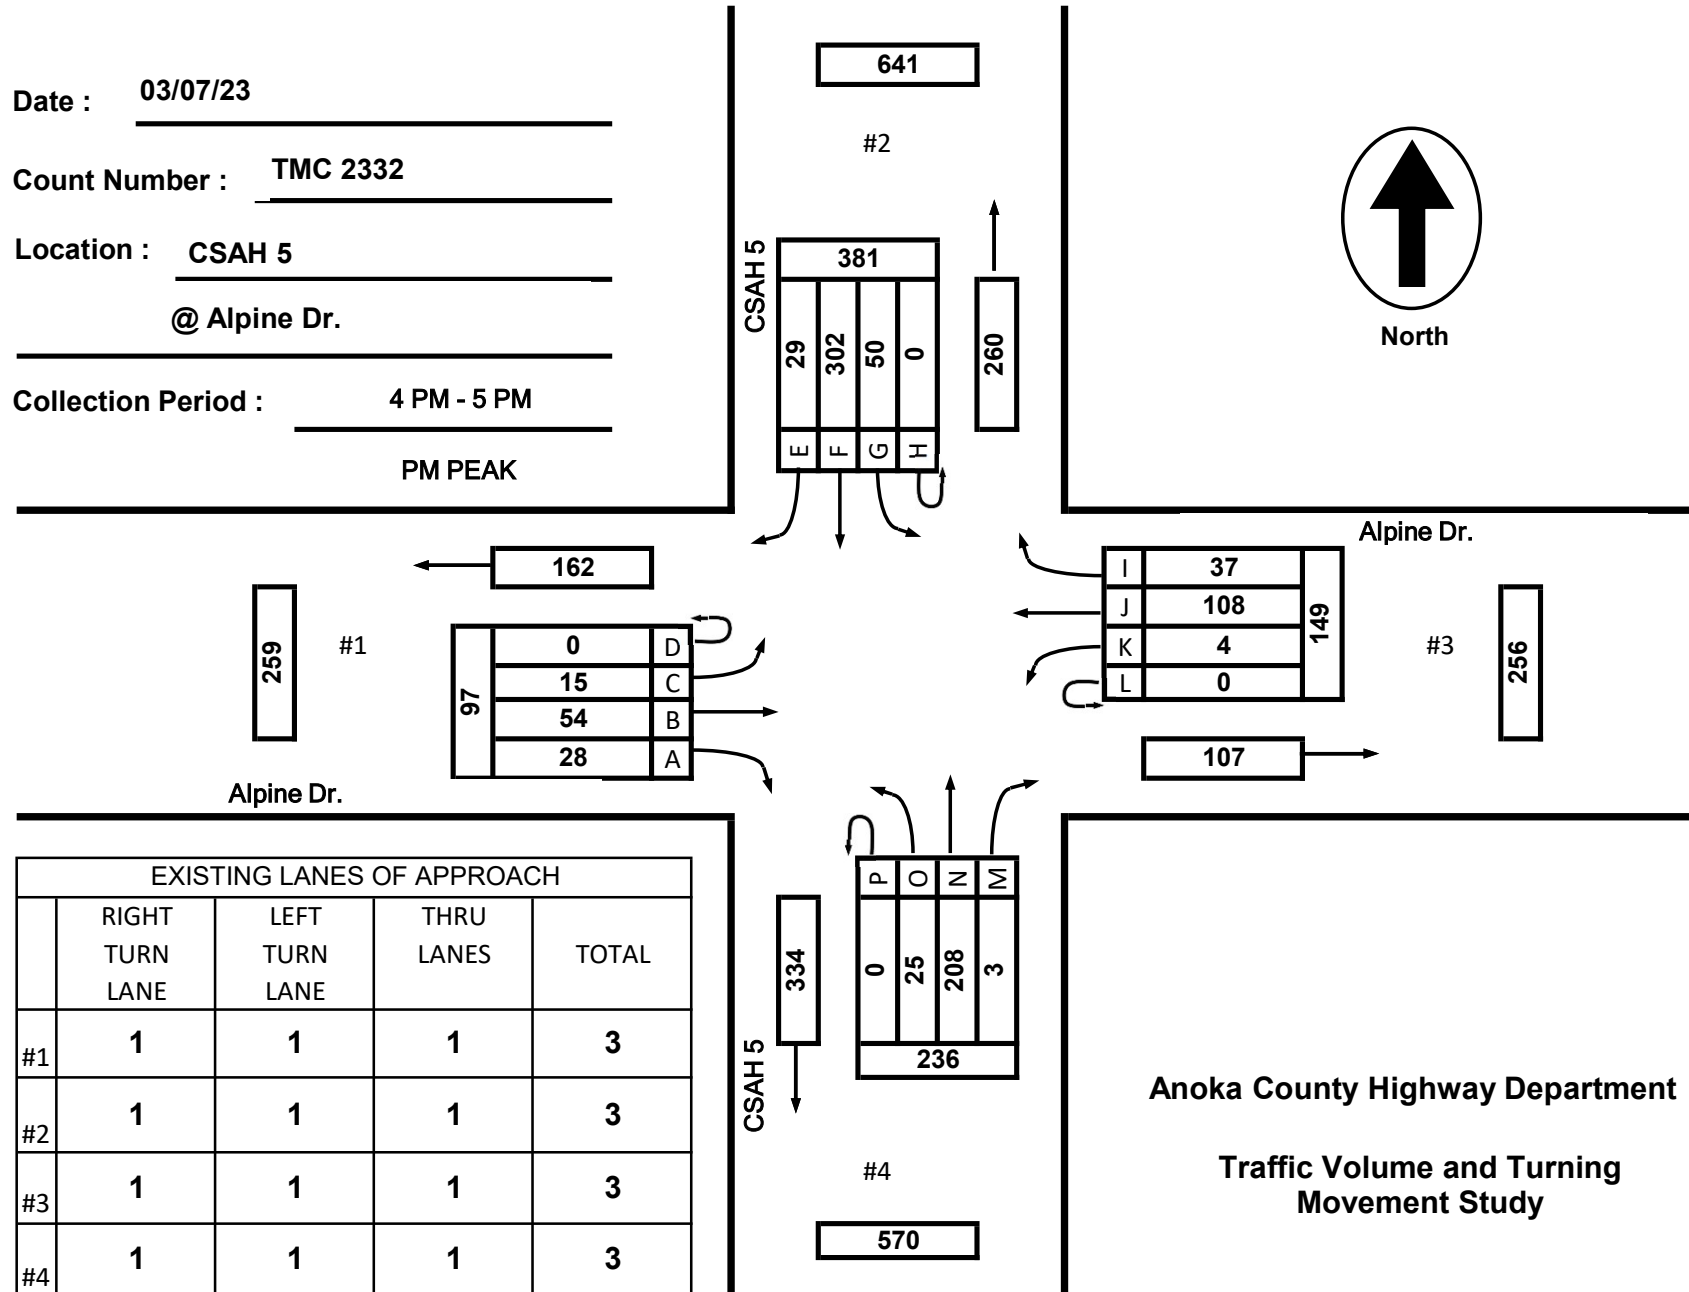 Date : 03/07/23
Count Number : TMC 2332
Location : CSAH 5
@ Alpine Dr.
Collection Period : 4 PM - 5 PM
PM PEAK
641
#2
CSAH 5
381
29 302 50 0
E F G H
260
North
Alpine Dr.
162
259
#1
97
0 D
15 C
54 B
28 A
Alpine Dr.
I 37
J 108
K 4
L 0
149
#3
256
107
P O N M
0 25 208 3
236
334
CSAH 5
#4
570
EXISTING LANES OF APPROACH
RIGHT LEFT THRU
TURN TURN LANES TOTAL
LANE LANE
#1 1 1 1 3
#2 1 1 1 3
#3 1 1 1 3
#4 1 1 1 3
Anoka County Highway Department
Traffic Volume and Turning
Movement Study